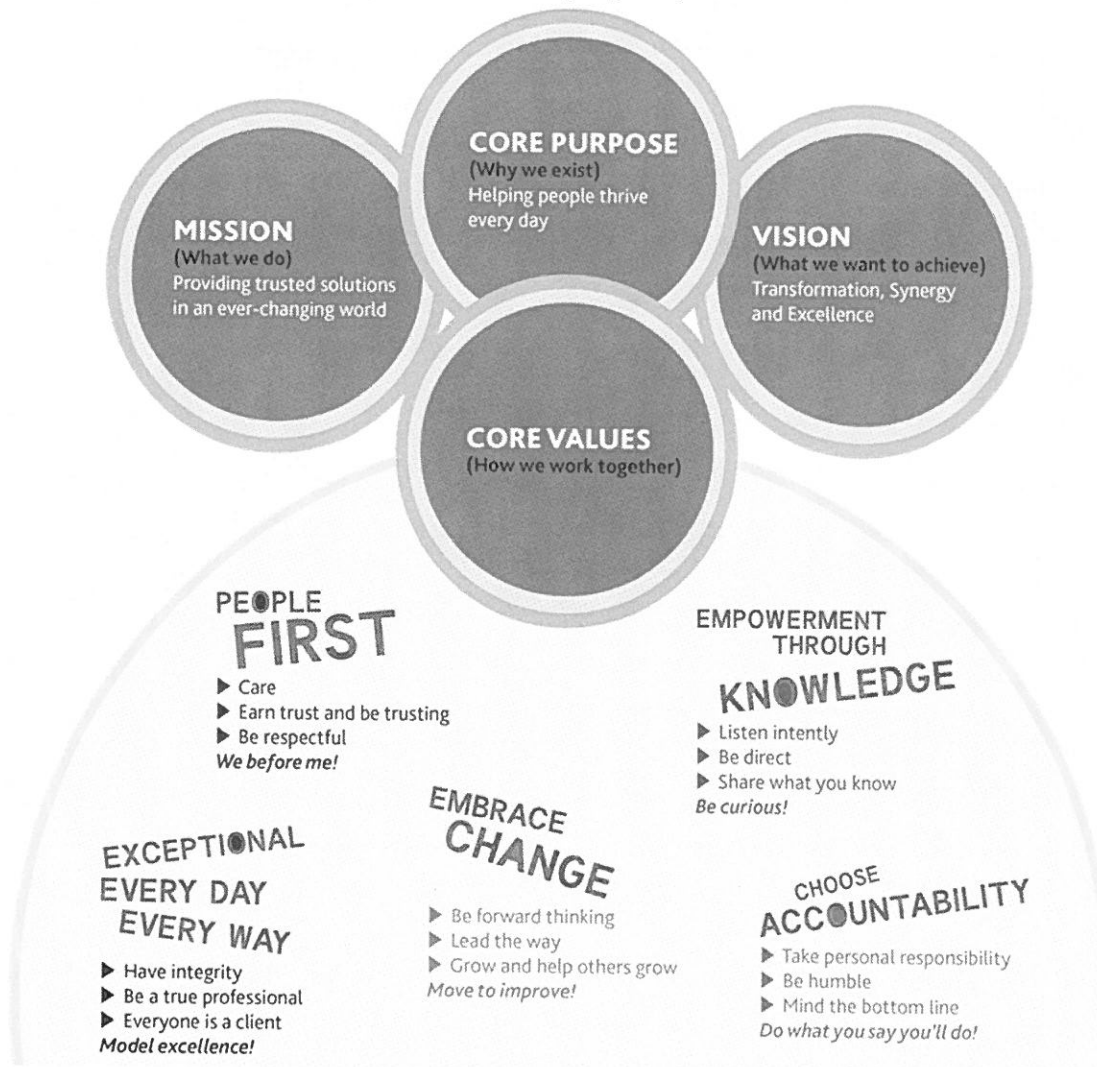 CORE PURPOSE
(Why we exist)
Helping people thrive
every day
MISSION
(What we do)
Providing trusted solutions
in an ever-changing world
VISION
(What we want to achieve)
Transformation, Synergy
and Excellence
CORE VALUES
(How we work together)
PEOPLE
FIRST
▶ Care
▶ Earn trust and be trusting
▶ Be respectful
We before me!
EMPOWERMENT
THROUGH
KNOWLEDGE
▶ Listen intently
▶ Be direct
▶ Share what you know
Be curious!
EXCEPTIONAL
EVERY DAY
EVERY WAY
▶ Have integrity
▶ Be a true professional
▶ Everyone is a client
Model excellence!
EMBRACE
CHANGE
▶ Be forward thinking
▶ Lead the way
▶ Grow and help others grow
Move to improve!
CHOOSE
ACCOUNTABILITY
▶ Take personal responsibility
▶ Be humble
▶ Mind the bottom line
Do what you say you'll do!